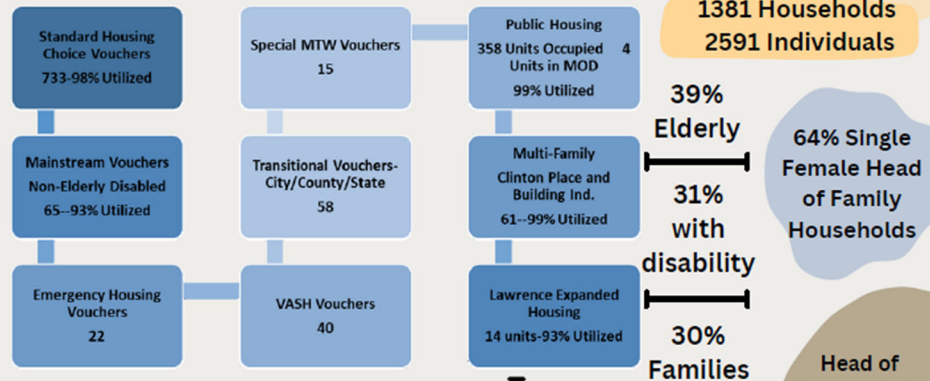 Standard Housing
Choice Vouchers
733-98% Utilized
Mainstream Vouchers
Non-Elderly Disabled
65--93% Utilized
Emergency Housing
Vouchers
22
VASH Vouchers
40
Transitional Vouchers-
City/County/State
58
Special MTW Vouchers
15
Public Housing
358 Units Occupied 4
Units in MOD
99% Utilized
Multi-Family
Clinton Place and
Building Ind.
61--99% Utilized
Lawrence Expanded
Housing
14 units-93% Utilized
1381 Households
2591 Individuals
39%
Elderly
31%
with
disability
30%
Families
64% Single
Female Head
of Family
Households
Head of